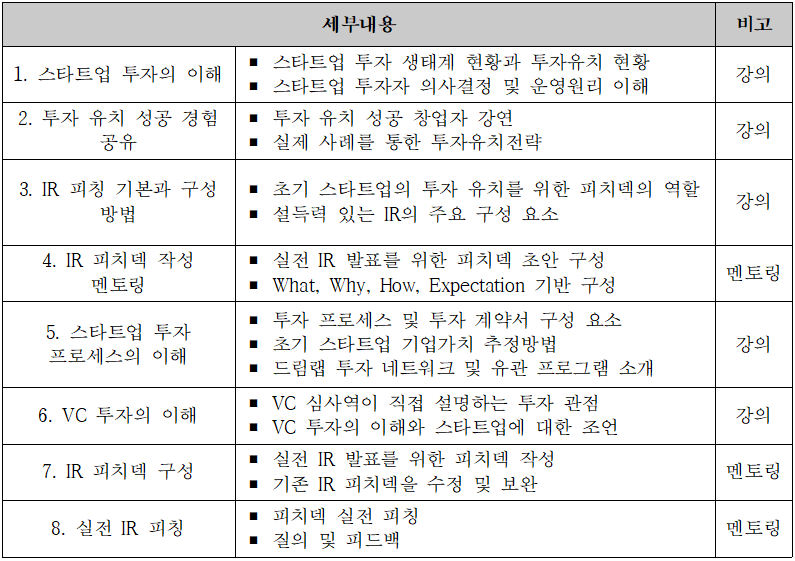 세부내용
비고
1. 스타트업 투자의 이해
▪ 스타트업 투자 생태계 현황과 투자유치 현황
▪ 스타트업 투자자 의사결정 및 운영원리 이해
강의
2. 투자 유치 성공 경험
공유
▪ 투자 유치 성공 창업자 강연
▪ 실제 사례를 통한 투자유치전략
강의
3. IR 피칭 기본과 구성
방법
▪ 초기 스타트업의 투자 유치를 위한 피치덱의 역할
▪ 설득력 있는 IR의 주요 구성 요소
강의
4. IR 피치덱 작성
멘토링
▪ 실전 IR 발표를 위한 피치덱 초안 구성
▪ What, Why, How, Expectation 기반 구성
멘토링
5. 스타트업 투자
프로세스의 이해
▪ 투자 프로세스 및 투자 계약서 구성 요소
▪ 초기 스타트업 기업가치 추정방법
▪ 드림랩 투자 네트워크 및 유관 프로그램 소개
강의
6. VC 투자의 이해
▪ VC 심사역이 직접 설명하는 투자 관점
▪ VC 투자의 이해와 스타트업에 대한 조언
강의
7. IR 피치덱 구성
▪ 실전 IR 발표를 위한 피치덱 작성
▪ 기존 IR 피치덱을 수정 및 보완
멘토링
8. 실전 IR 피칭
▪ 피치덱 실전 피칭
▪ 질의 및 피드백
멘토링